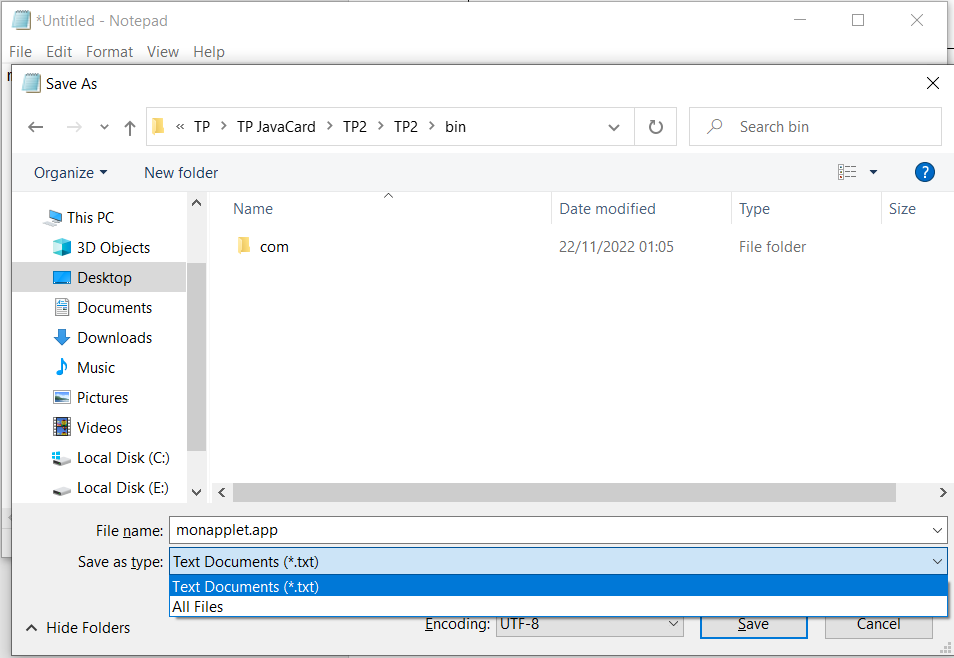 *Untitled - Notepad
File Edit Format View Help
Save As
« TP > TP JavaCard > TP2 > TP2 > bin
Search bin
Organize New folder
?
This PC
3D Objects
Desktop
Documents
Downloads
Music
Pictures
Videos
Local Disk (C:)
Local Disk (E:)
Name Date modified Type Size
com 22/11/2022 01:05 File folder
File name: monapplet.app
Save as type: Text Documents (*.txt)
Text Documents (*.txt)
All Files
Hide Folders Encoding: UTF-8 Save Cancel